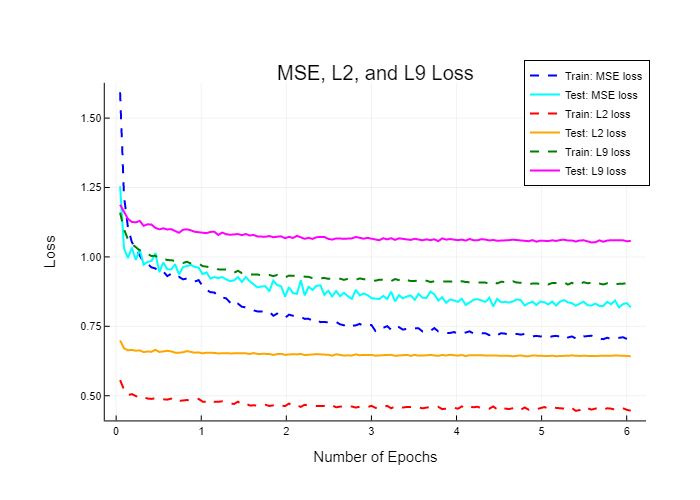 MSE, L2, and L9 Loss
Train: MSE loss
Test: MSE loss
Train: L2 loss
Test: L2 loss
Train: L9 loss
Test: L9 loss
Loss
1.50
1.25
1.00
0.75
0.50
0 1 2 3 4 5 6
Number of Epochs